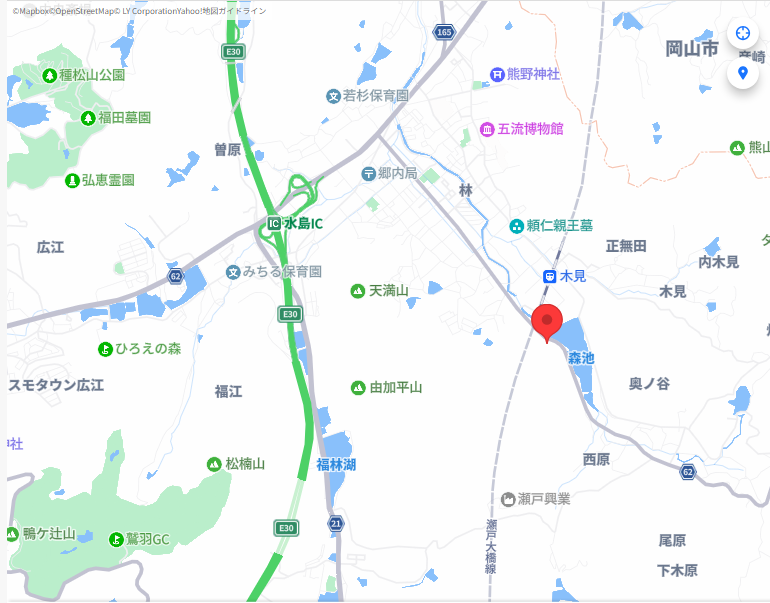 ©Mapbox©OpenStreetMap© LY CorporationYahoo!地図ガイドライン
E30
165
岡山市
種松山公園
熊野神社
若杉保育園
福田墓園
五流博物館
曽原
熊山
郷内局
弘恵霊園
林
水島IC
IC
頼仁親王墓
広江
正無田
内木見
62
みちる保育園
木見
天満山
木見
E30
ひろえの森
森池
スモタウン広江
福江
由加平山
奥ノ谷
神社
松楠山
福林湖
西原
62
瀬戸興業
21
E30
鴨ケ辻山
鷲羽GC
瀬戸大橋線
尾原
下木原